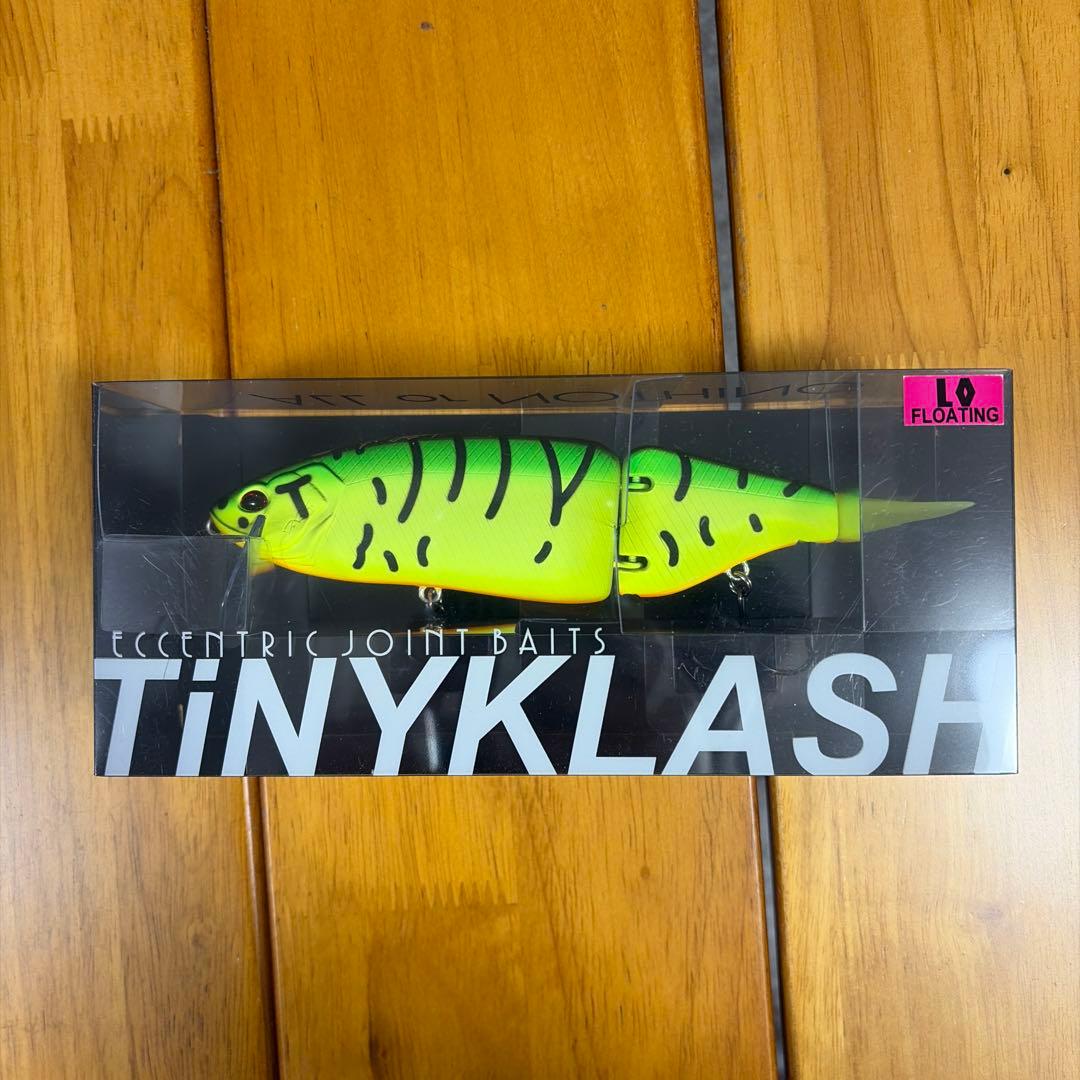 ALL OR NOTHING
LO
FLOATING
ECCENTRIC JOINT BAITS
TiNYKLASH